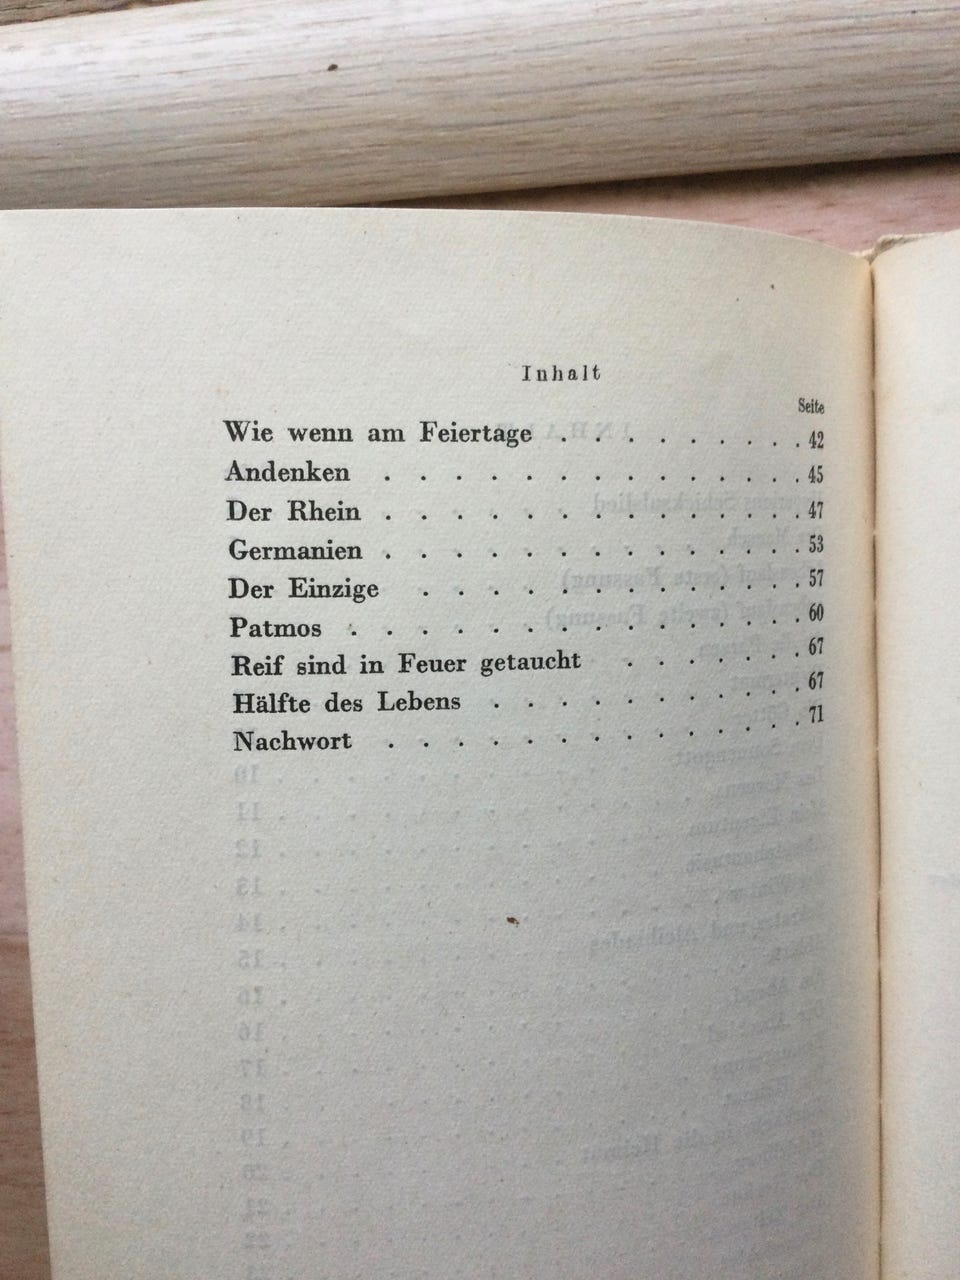 Inhalt
Seite
Wie wenn am Feiertage . . . . . . . . 42
Andenken . . . . . . . . . . . . . 45
Der Rhein . . . . . . . . . . . . . 47
Germanien . . . . . . . . . . . . . 53
Der Einzige . . . . . . . . . . . . 57
Patmos . . . . . . . . . . . . . . 60
Reif sind in Feuer getaucht . . . . . . 67
Hälfte des Lebens . . . . . . . . . . 67
Nachwort . . . . . . . . . . . . . 71